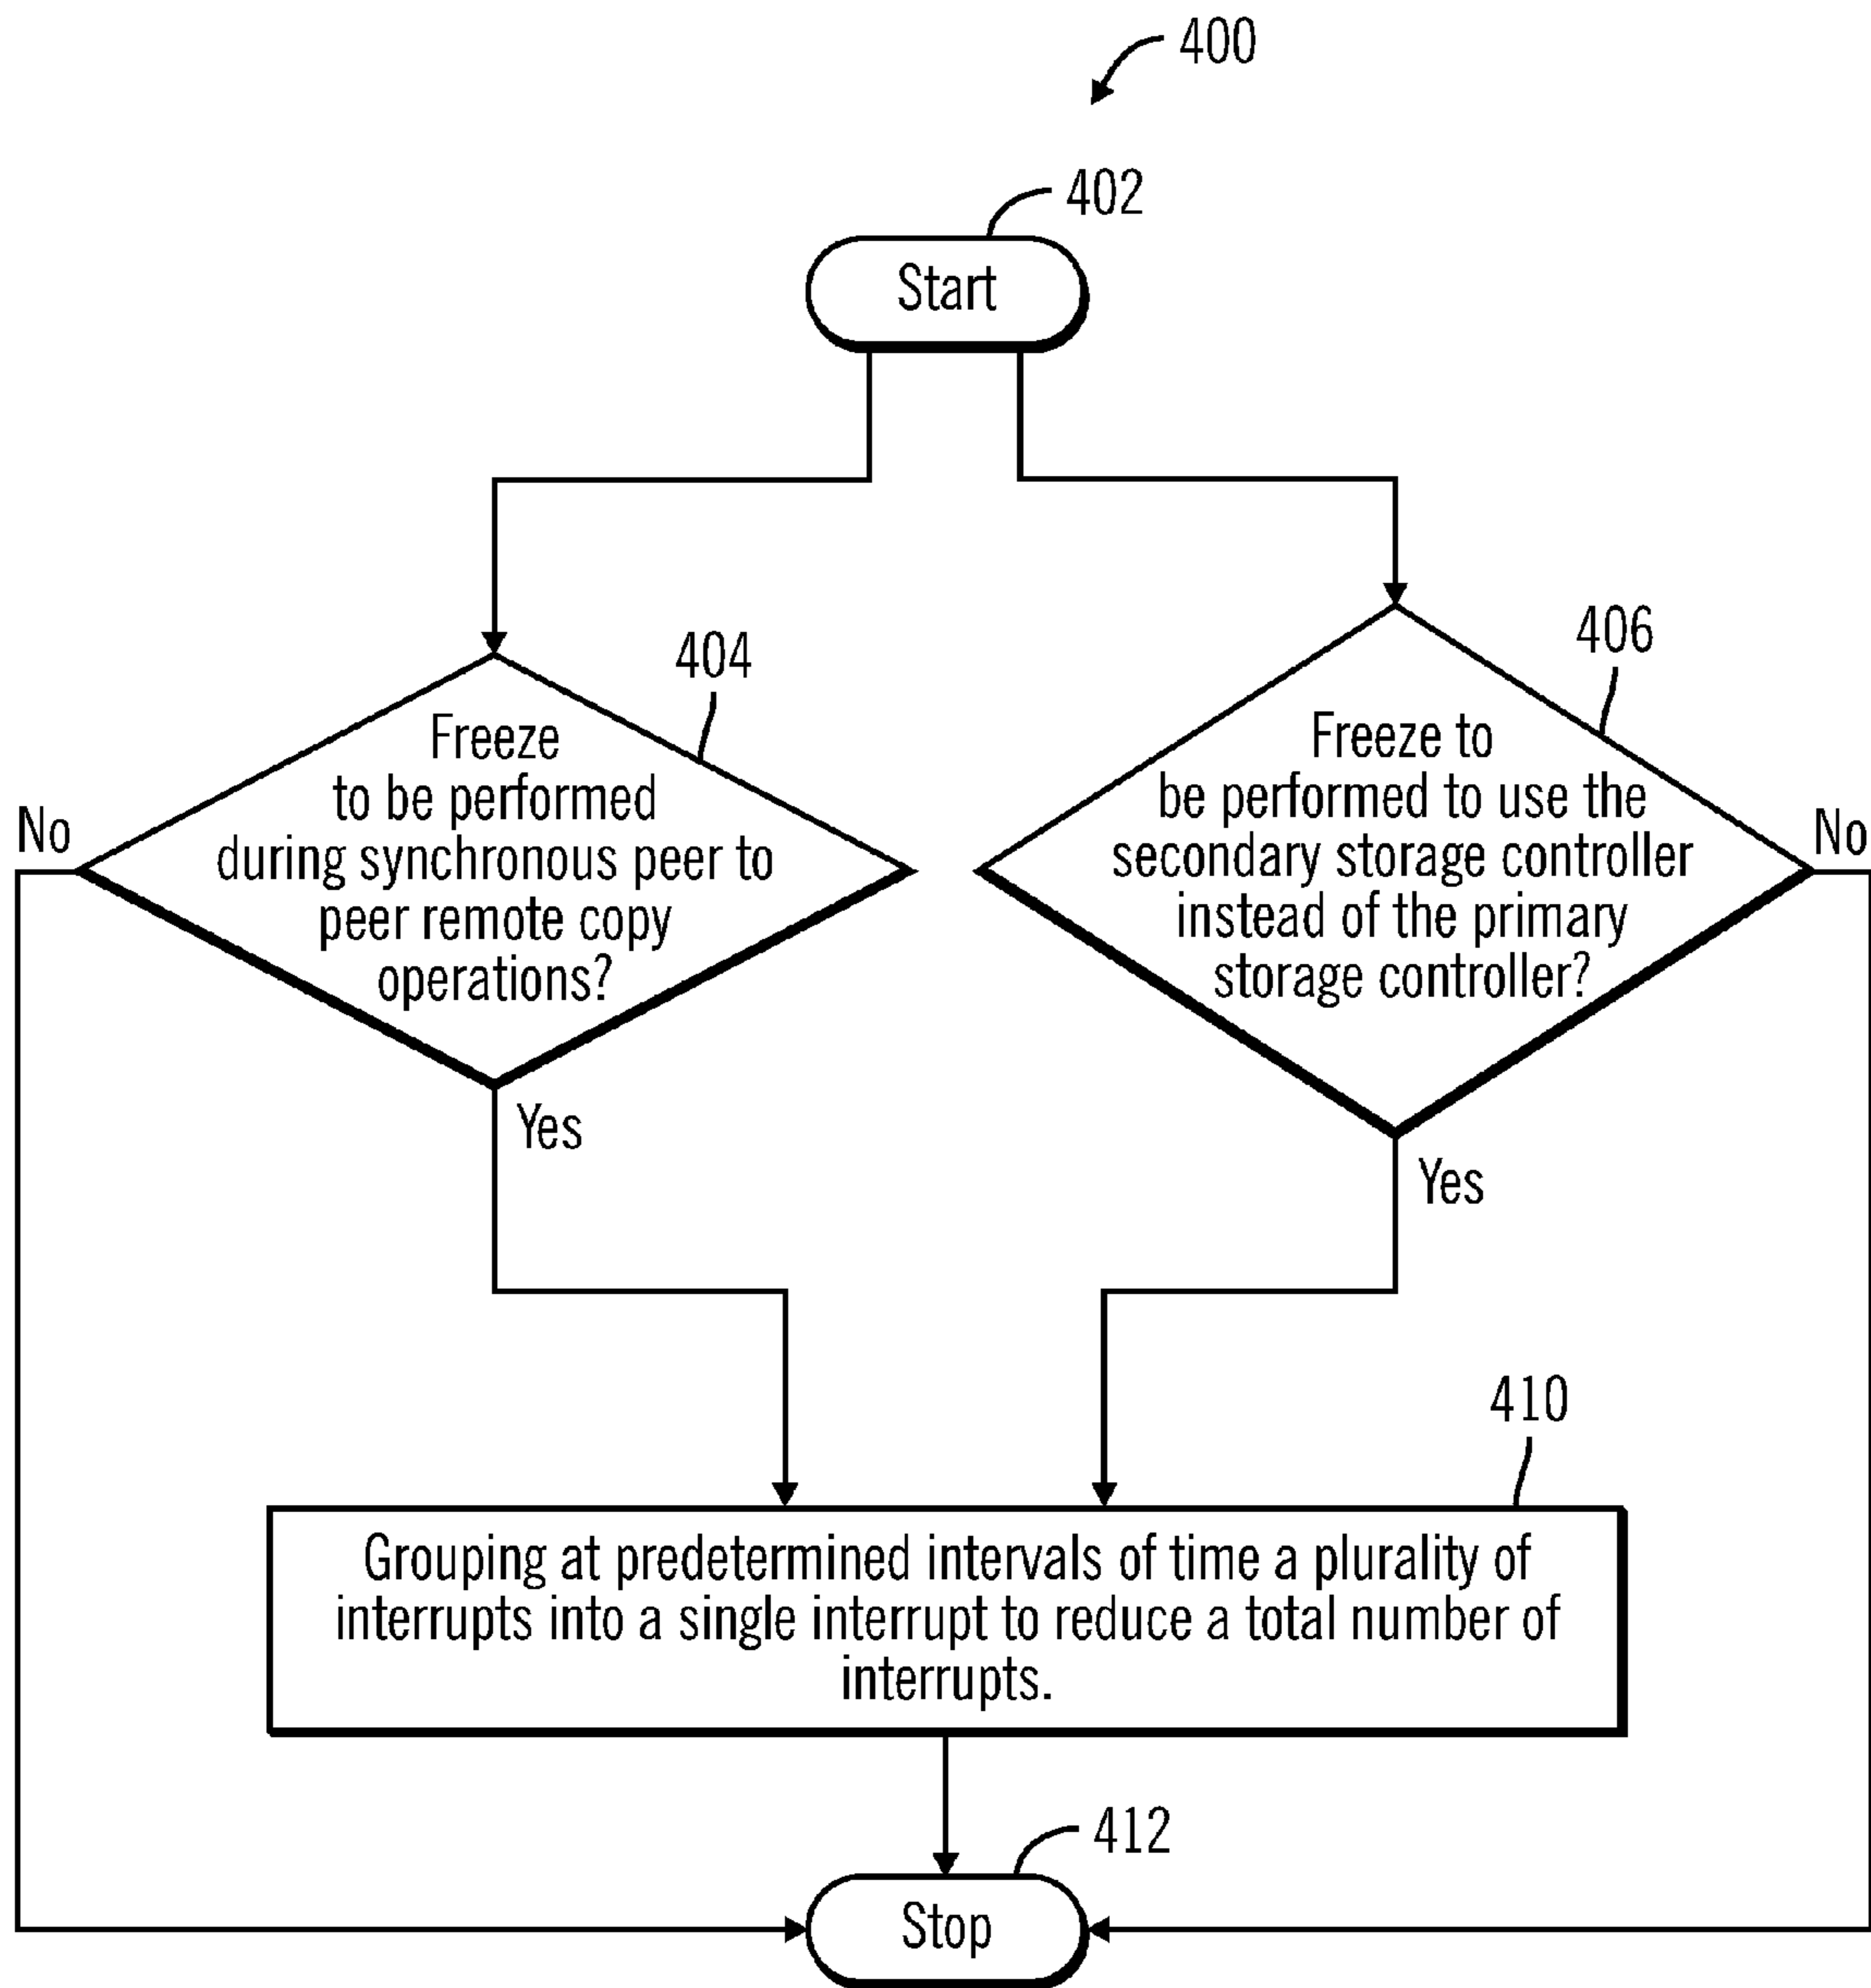 400
402
Start
404
Freeze
to be performed
during synchronous peer to
peer remote copy
operations?
No
Yes
406
Freeze to
be performed to use the
secondary storage controller
instead of the primary
storage controller?
No
Yes
410
Grouping at predetermined intervals of time a plurality of
interrupts into a single interrupt to reduce a total number of
interrupts.
412
Stop